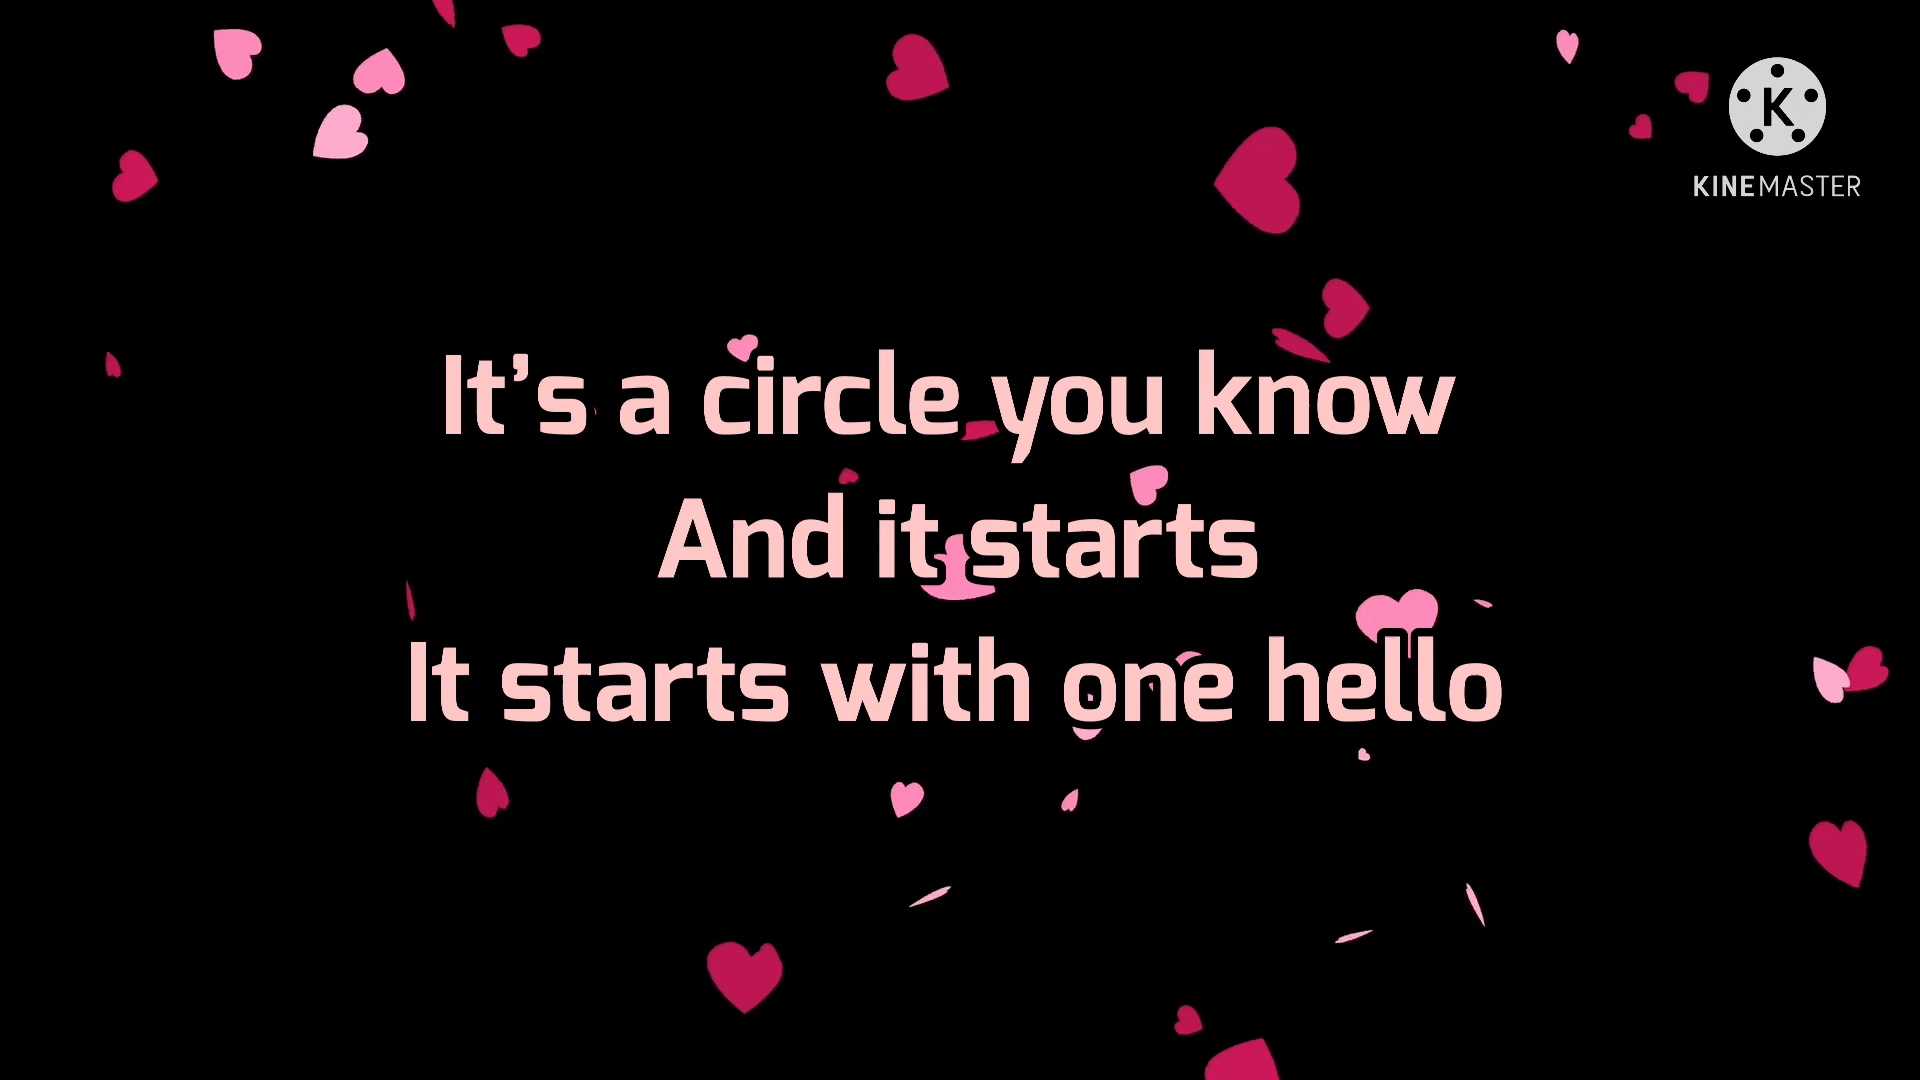 K
KINEMASTER
It’s a circle you know
And it starts
It starts with one hello